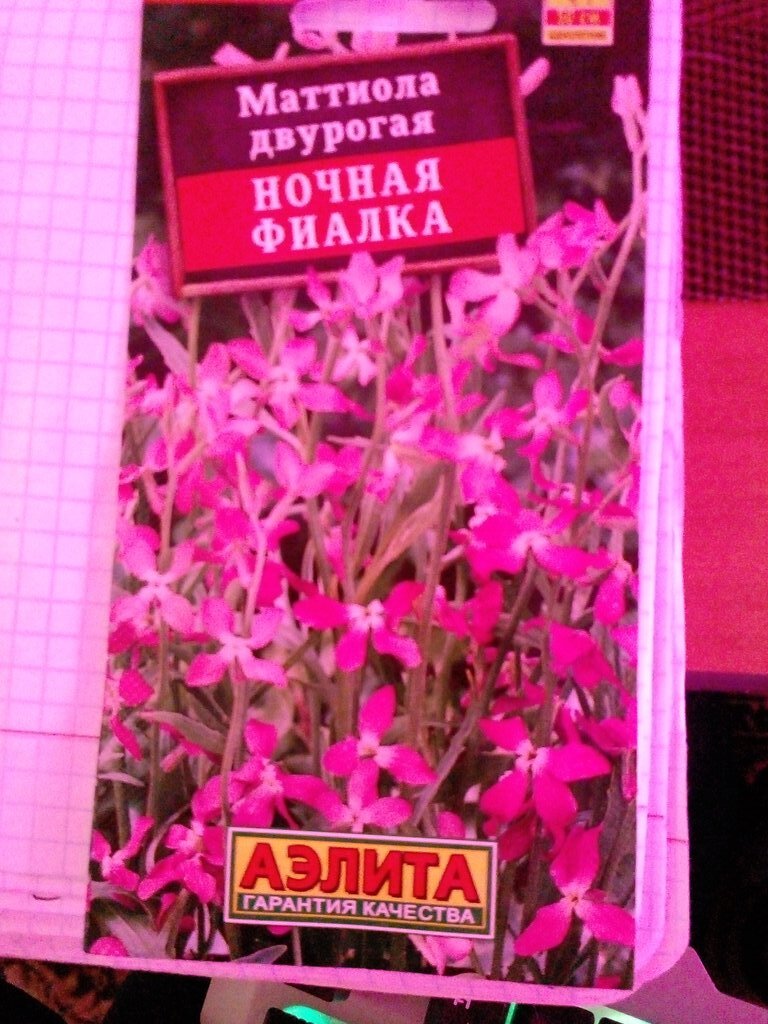 Маттиола
двурогая
НОЧНАЯ
ФИАЛКА
АЭЛИТА
ГАРАНТИЯ КАЧЕСТВА